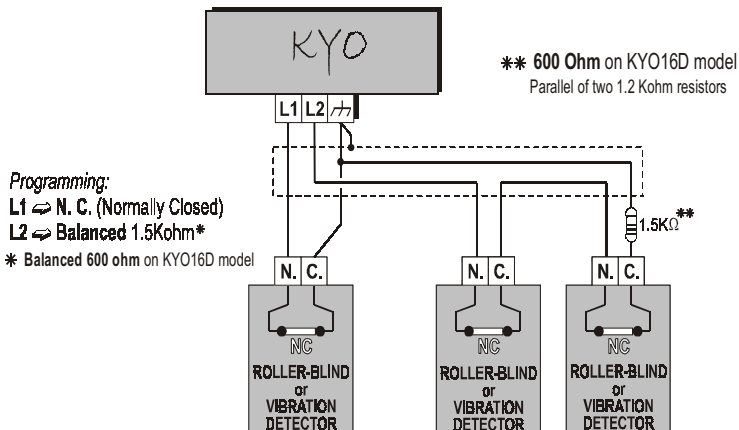 KYO
** 600 Ohm on KYO16D model
Parallel of two 1.2 Kohm resistors
L1 L2
Programming:
L1 ⇨ N. C. (Normally Closed)
L2 ⇨ Balanced 1.5Kohm*
* Balanced 600 ohm on KYO16D model
1.5KΩ**
N. C.
N. C.
N. C.
NC
NC
NC
ROLLER-BLIND
or
VIBRATION
DETECTOR
ROLLER-BLIND
or
VIBRATION
DETECTOR
ROLLER-BLIND
or
VIBRATION
DETECTOR